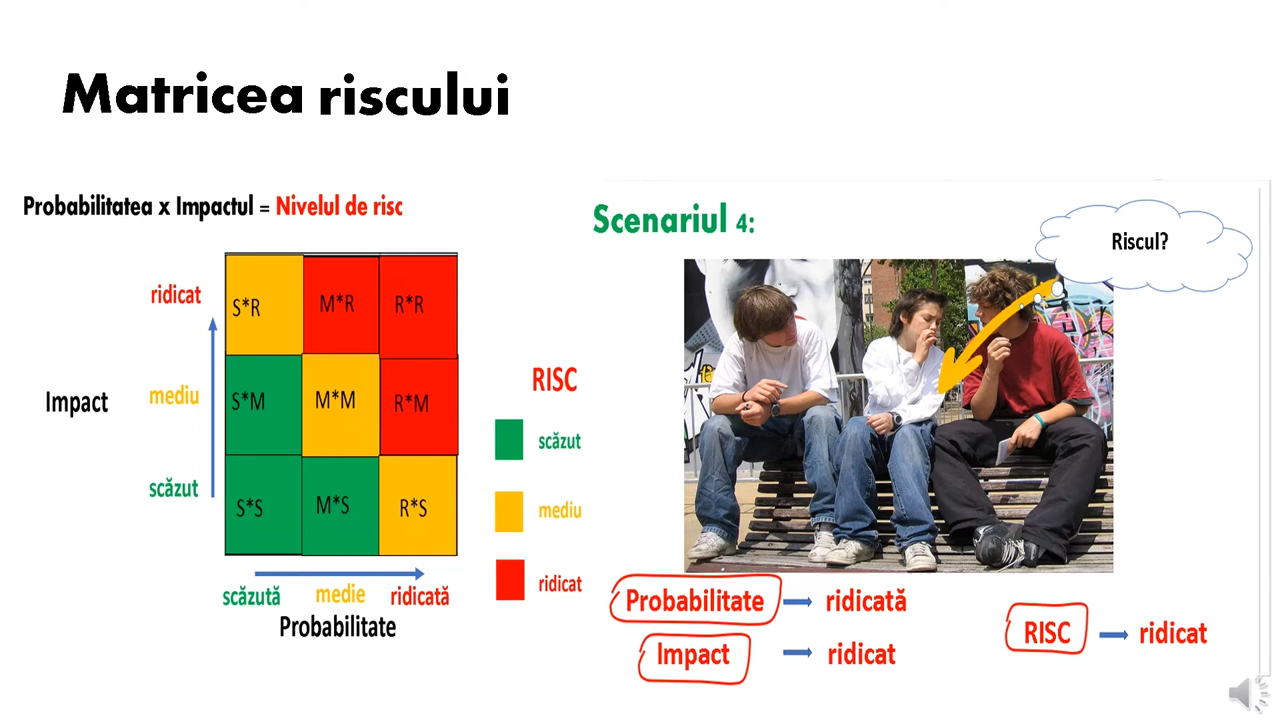 Matricea riscului
Probabilitatea x Impactul = Nivelul de risc
ridicat
S*R
M*R
R*R
Impact
mediu
S*M
M*M
R*M
scăzut
S*S
M*S
R*S
scăzută
medie
ridicată
Probabilitate
RISC
scăzut
mediu
ridicat
Scenariul 4:
Riscul?
Probabilitate
ridicată
Impact
ridicat
RISC
ridicat